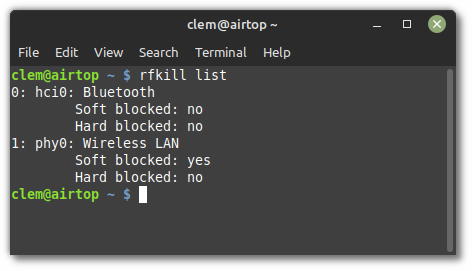 clem@airtop ~
File Edit View Search Terminal Help
clem@airtop ~ $ rfkill list
0: hci0: Bluetooth
        Soft blocked: no
        Hard blocked: no
1: phy0: Wireless LAN
        Soft blocked: yes
        Hard blocked: no
clem@airtop ~ $